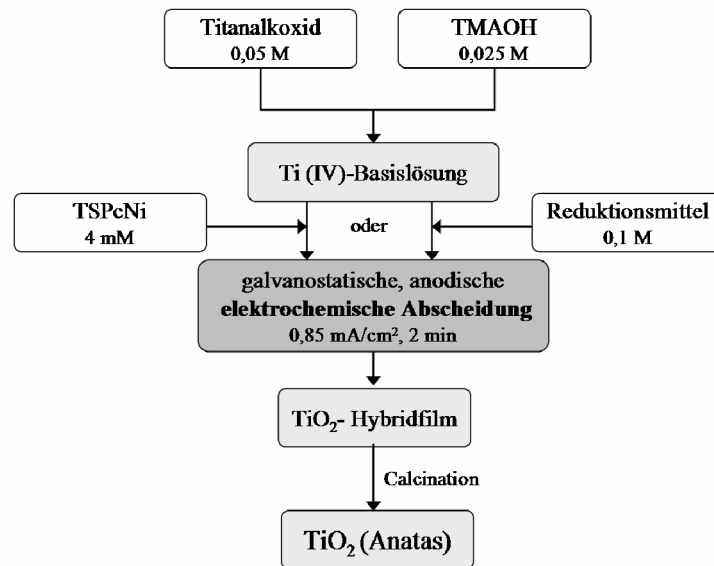 Titanalkoxid
0,05 M
TMAOH
0,025 M
Ti (IV)-Basislösung
TSPcNi
4 mM
oder
Reduktionsmittel
0,1 M
galvanostatische, anodische
elektrochemische Abscheidung
0,85 mA/cm², 2 min
TiO₂- Hybridfilm
Calcination
TiO₂ (Anatas)